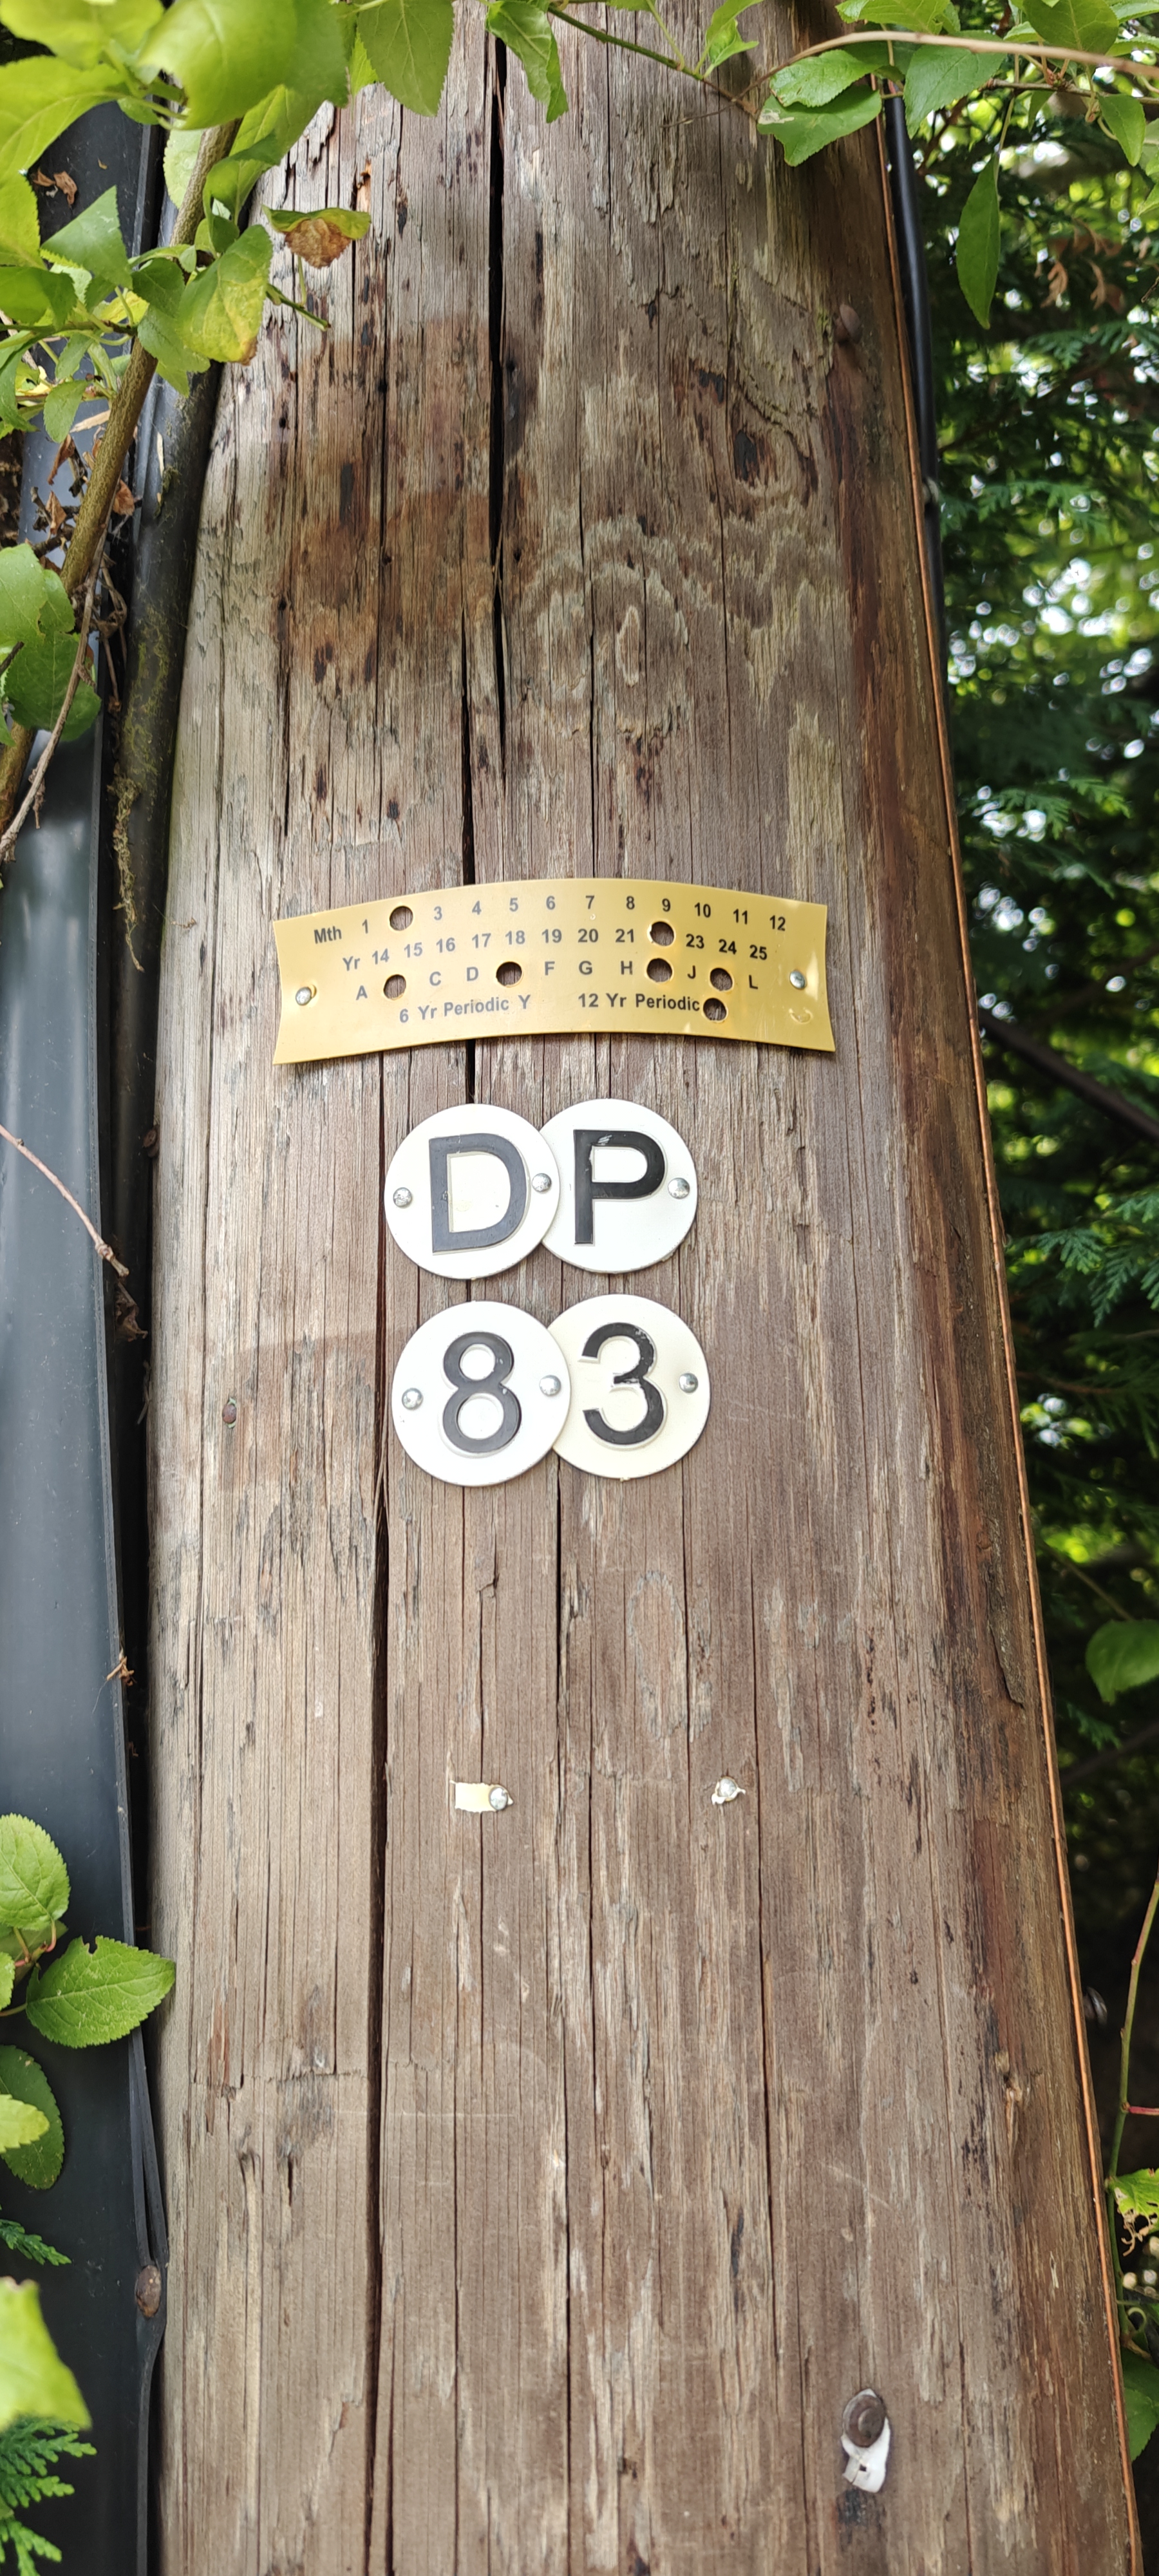 Mth 1 3 4 5 6 7 8 9 10 11 12
Yr 14 15 16 17 18 19 20 21 23 24 25
A C D F G H J L
6 Yr Periodic Y 12 Yr Periodic
DP
83